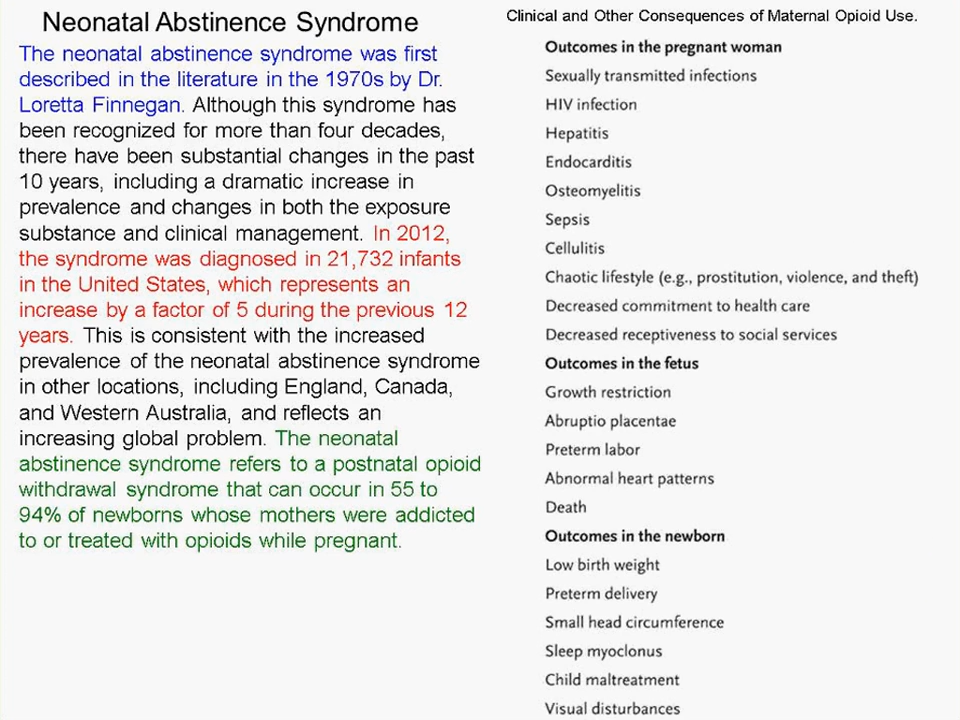 Neonatal Abstinence Syndrome
The neonatal abstinence syndrome was first
described in the literature in the 1970s by Dr.
Loretta Finnegan. Although this syndrome has
been recognized for more than four decades,
there have been substantial changes in the past
10 years, including a dramatic increase in
prevalence and changes in both the exposure
substance and clinical management. In 2012,
the syndrome was diagnosed in 21,732 infants
in the United States, which represents an
increase by a factor of 5 during the previous 12
years. This is consistent with the increased
prevalence of the neonatal abstinence syndrome
in other locations, including England, Canada,
and Western Australia, and reflects an
increasing global problem. The neonatal
abstinence syndrome refers to a postnatal opioid
withdrawal syndrome that can occur in 55 to
94% of newborns whose mothers were addicted
to or treated with opioids while pregnant.
Clinical and Other Consequences of Maternal Opioid Use.
Outcomes in the pregnant woman
Sexually transmitted infections
HIV infection
Hepatitis
Endocarditis
Osteomyelitis
Sepsis
Cellulitis
Chaotic lifestyle (e.g., prostitution, violence, and theft)
Decreased commitment to health care
Decreased receptiveness to social services
Outcomes in the fetus
Growth restriction
Abruptio placentae
Preterm labor
Abnormal heart patterns
Death
Outcomes in the newborn
Low birth weight
Preterm delivery
Small head circumference
Sleep myoclonus
Child maltreatment
Visual disturbances